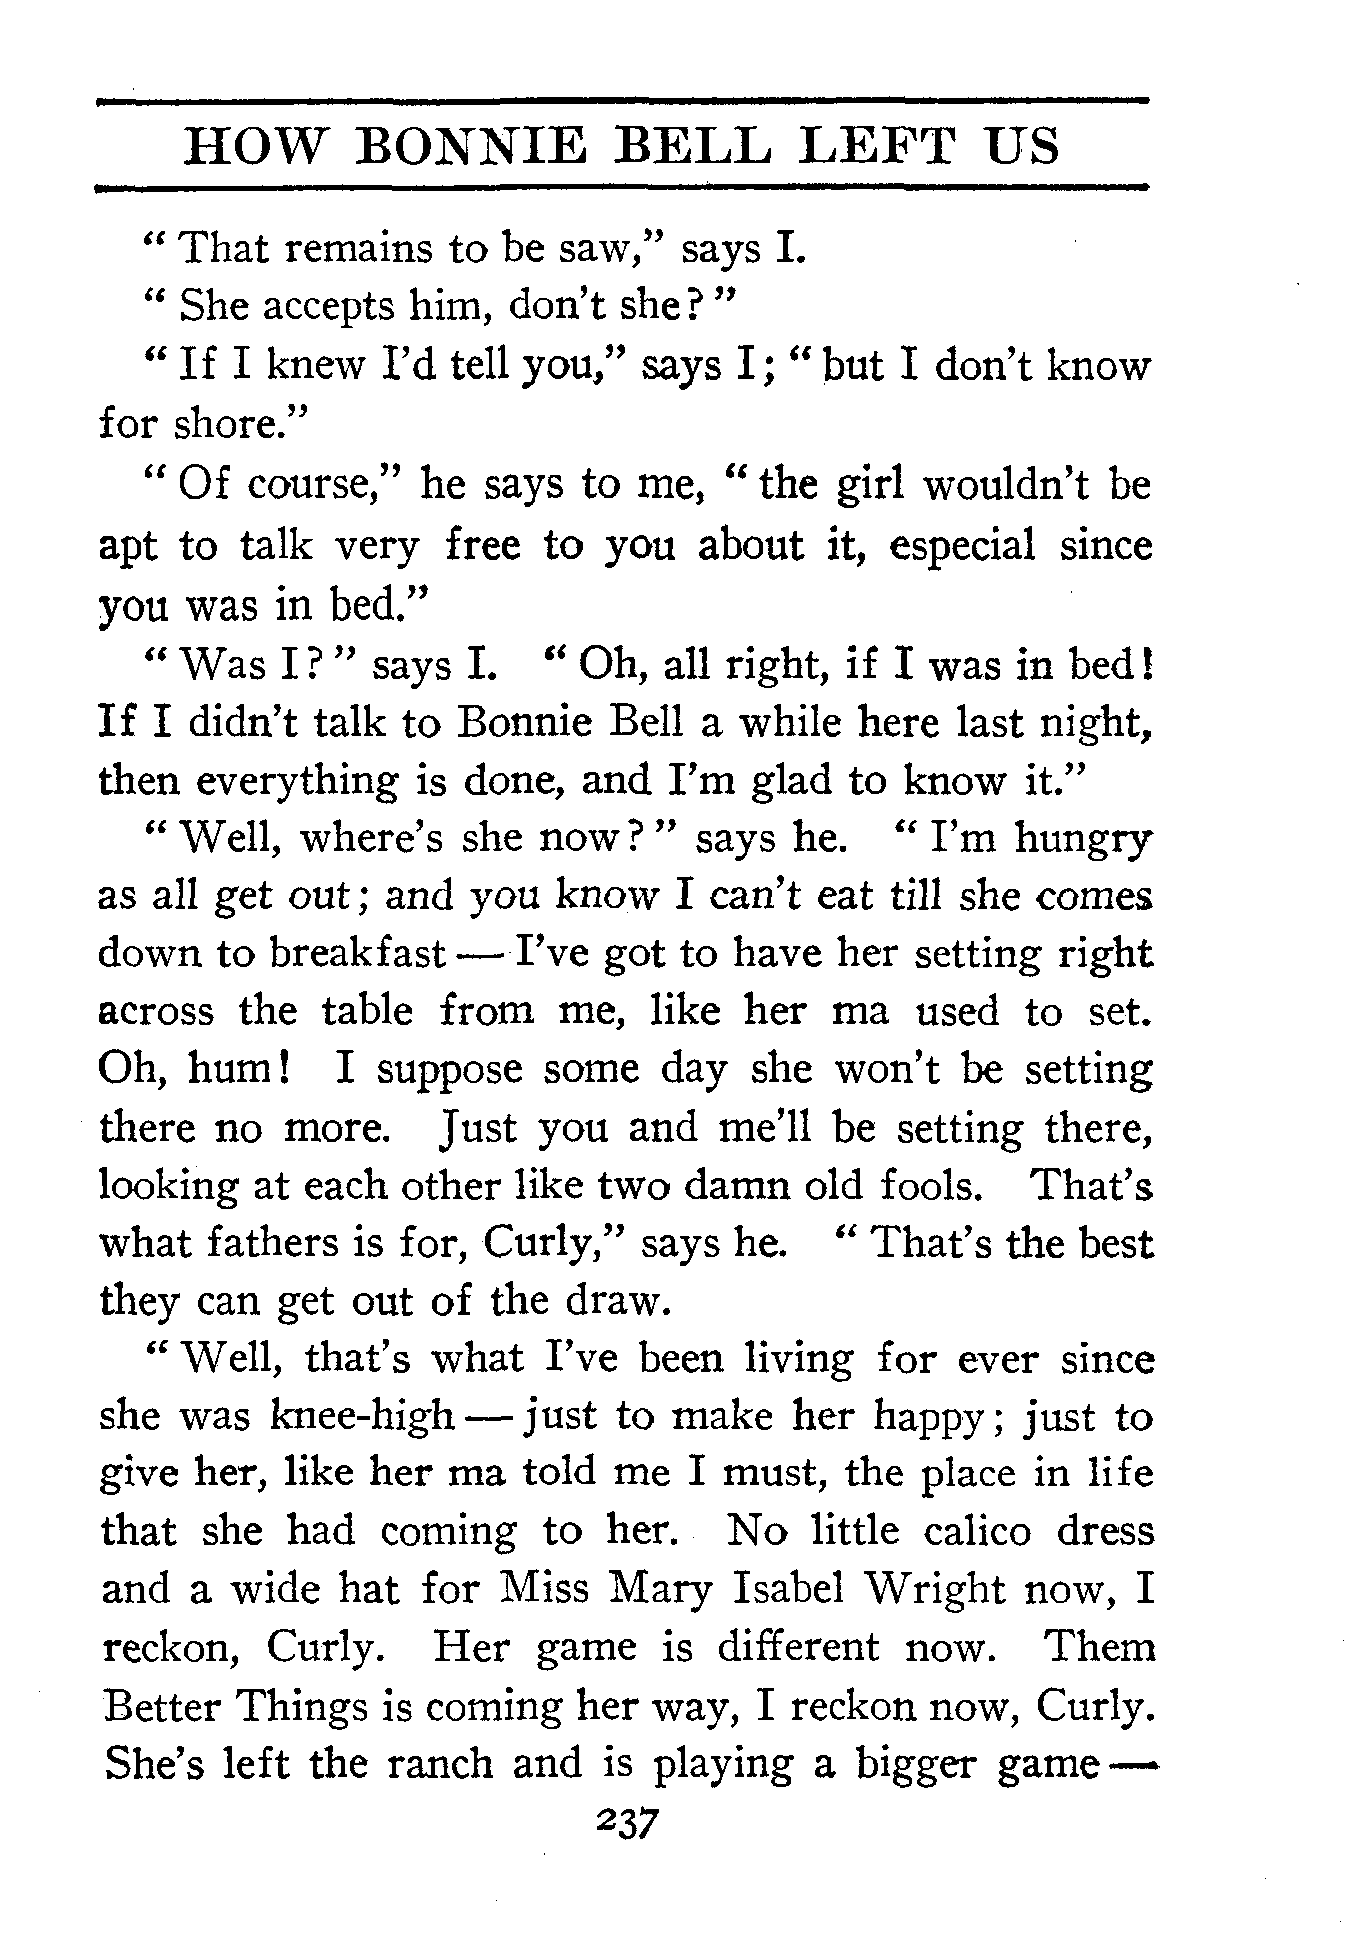 HOW BONNIE BELL LEFT US
“ That remains to be saw,” says I.
“ She accepts him, don't she? ”
“ If I knew I'd tell you,” says I; “ but I don't know
for shore.”
“ Of course,” he says to me, “ the girl wouldn't be
apt to talk very free to you about it, especial since
you was in bed.”
“ Was I? ” says I. “ Oh, all right, if I was in bed!
If I didn't talk to Bonnie Bell a while here last night,
then everything is done, and I'm glad to know it.”
“ Well, where's she now? ” says he. “ I'm hungry
as all get out; and you know I can't eat till she comes
down to breakfast — I've got to have her setting right
across the table from me, like her ma used to set.
Oh, hum! I suppose some day she won't be setting
there no more. Just you and me'll be setting there,
looking at each other like two damn old fools. That's
what fathers is for, Curly,” says he. “ That's the best
they can get out of the draw.
“ Well, that's what I've been living for ever since
she was knee-high — just to make her happy; just to
give her, like her ma told me I must, the place in life
that she had coming to her. No little calico dress
and a wide hat for Miss Mary Isabel Wright now, I
reckon, Curly. Her game is different now. Them
Better Things is coming her way, I reckon now, Curly.
She's left the ranch and is playing a bigger game —
237